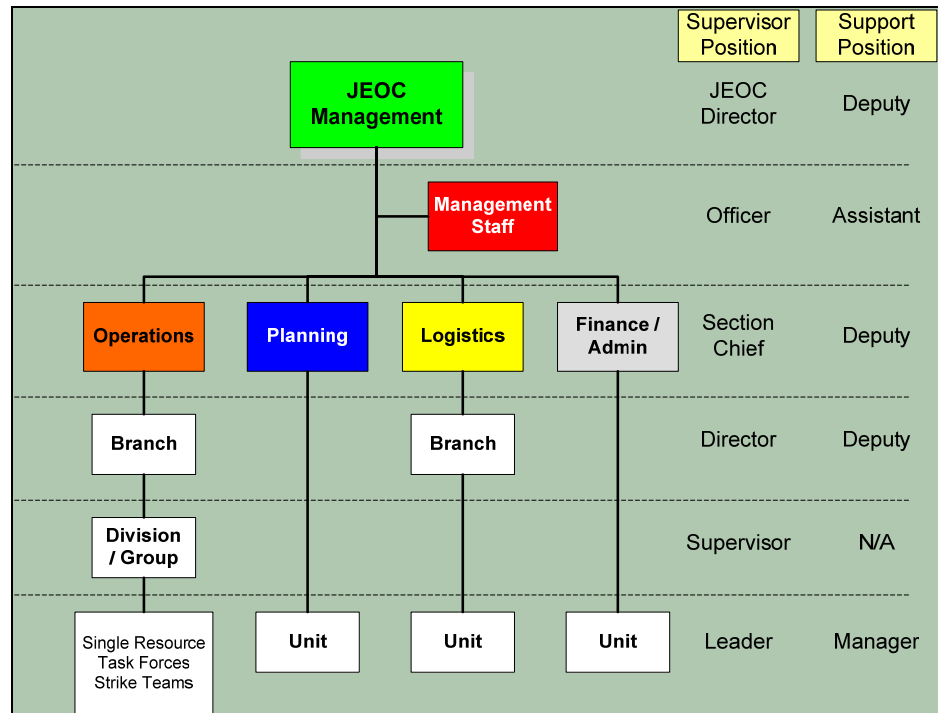 Supervisor
Position
Support
Position
JEOC
Management
JEOC
Director
Deputy
Management
Staff
Officer
Assistant
Operations
Planning
Logistics
Finance /
Admin
Section
Chief
Deputy
Branch
Branch
Director
Deputy
Division
/ Group
Supervisor
N/A
Single Resource
Task Forces
Strike Teams
Unit
Unit
Unit
Leader
Manager